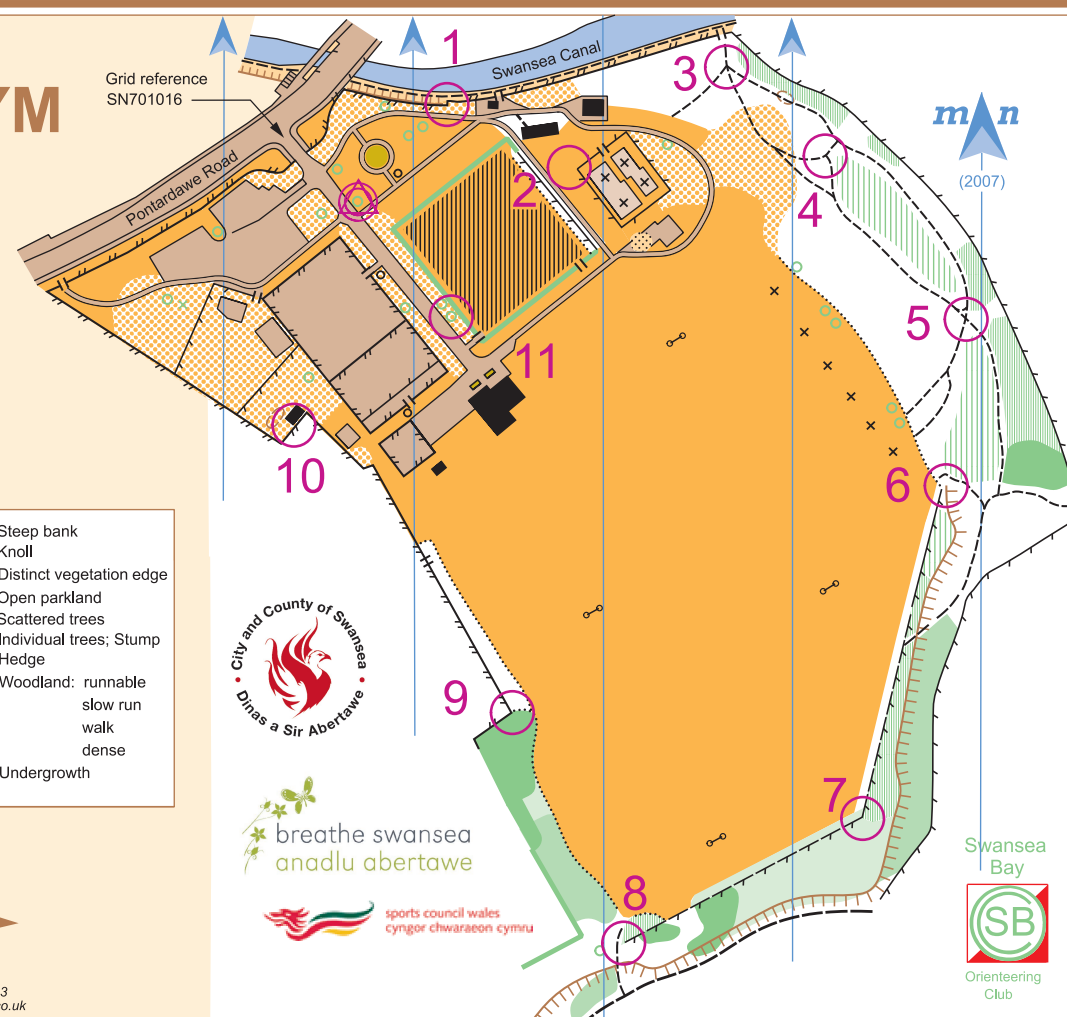 YM
Grid reference
SN701016
Pontardawe Road
Swansea Canal
1
2
3
4
5
6
7
8
9
10
11
mAn
(2007)
Steep bank
Knoll
Distinct vegetation edge
Open parkland
Scattered trees
Individual trees; Stump
Hedge
Woodland: runnable
slow run
walk
dense
Undergrowth
City and County of Swansea
Dinas a Sir Abertawe
breathe swansea
anadlu abertawe
sports council wales
cyngor chwaraeon cymru
Swansea
Bay
SB
Orienteering
Club
3
o.uk